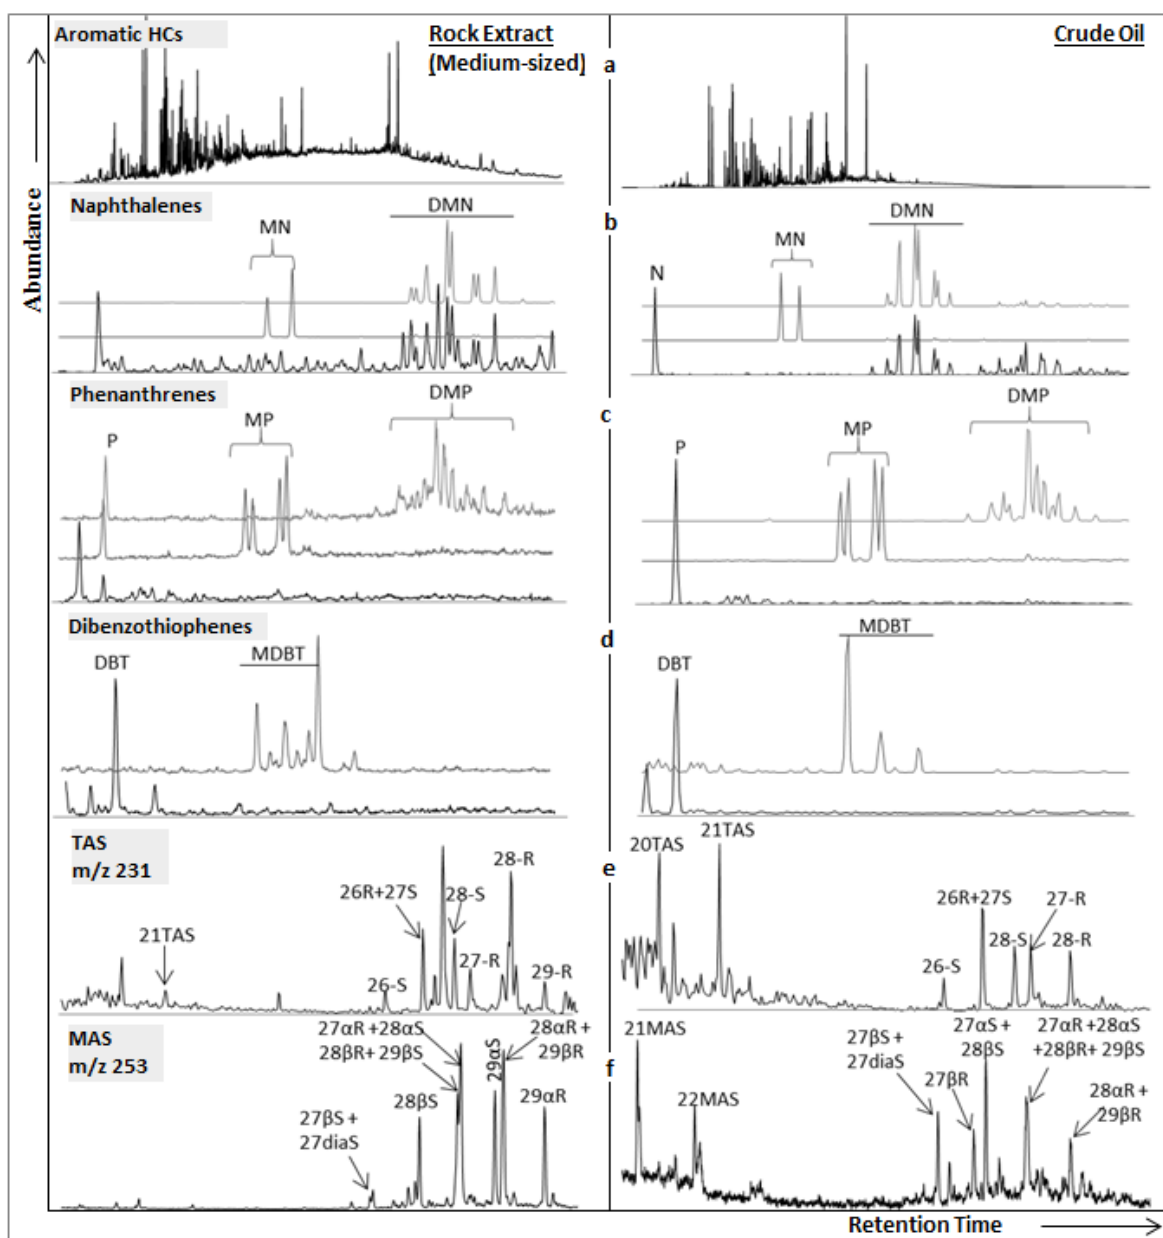 Aromatic HCs
Rock Extract
(Medium-sized)
a
Crude Oil
Abundance
Naphthalenes
MN
DMN
b
N
MN
DMN
Phenanthrenes
P
MP
DMP
c
P
MP
DMP
Dibenzothiophenes
DBT
MDBT
d
DBT
MDBT
TAS
m/z 231
21TAS
26-S
26R+27S
28-S
27-R
28-R
29-R
e
20TAS
21TAS
26-S
26R+27S
28-S
27-R
28-R
MAS
m/z 253
27βS +
27diaS
28βS
27αR +28αS
28βR+ 29βS
29αS
28αR +
29βR
29αR
f
21MAS
22MAS
27βS +
27diaS
27βR
27αS +
28βS
27αR +28αS
+28βR+ 29βS
28αR +
29βR
Retention Time